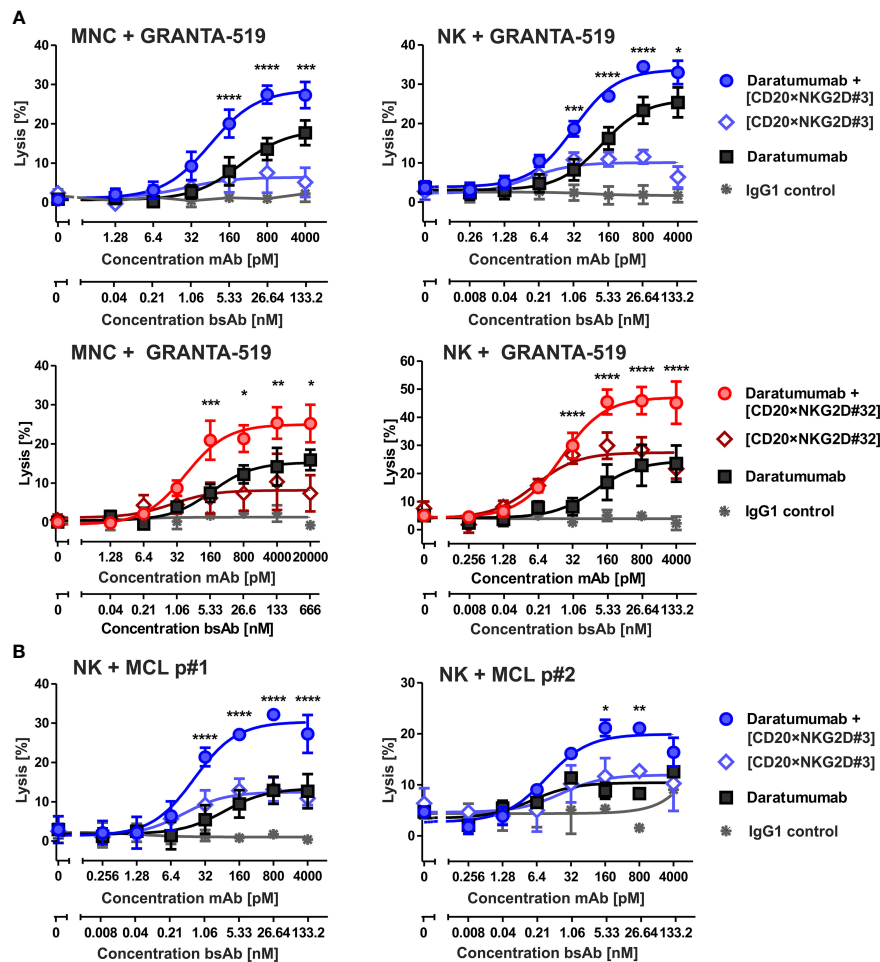 A
MNC + GRANTA-519
Lysis [%]
40
30
20
10
0
**** **** ***
0 1.28 6.4 32 160 800 4000
Concentration mAb [pM]
0 0.04 0.21 1.06 5.33 26.64 133.2
Concentration bsAb [nM]
NK + GRANTA-519
Lysis [%]
40
30
20
10
0
*** **** **** *
0 0.26 1.28 6.4 32 160 800 4000
Concentration mAb [pM]
0 0.008 0.04 0.21 1.06 5.33 26.64 133.2
Concentration bsAb [nM]
Daratumumab +
[CD20×NKG2D#3]
[CD20×NKG2D#3]
Daratumumab
IgG1 control
MNC + GRANTA-519
Lysis [%]
40
30
20
10
0
*** * ** *
0 1.28 6.4 32 160 800 4000 20000
Concentration mAb [pM]
0 0.04 0.21 1.06 5.33 26.6 133 666
Concentration bsAb [nM]
NK + GRANTA-519
Lysis [%]
60
50
40
30
20
10
0
**** **** **** ****
0 0.256 1.28 6.4 32 160 800 4000
Concentration mAb [pM]
0 0.008 0.04 0.21 1.06 5.33 26.64 133.2
Concentration bsAb [nM]
Daratumumab +
[CD20×NKG2D#32]
[CD20×NKG2D#32]
Daratumumab
IgG1 control
B
NK + MCL p#1
Lysis [%]
40
30
20
10
0
**** **** **** ****
0 0.256 1.28 6.4 32 160 800 4000
Concentration mAb [pM]
0 0.008 0.04 0.21 1.06 5.33 26.64 133.2
Concentration bsAb [nM]
NK + MCL p#2
Lysis [%]
30
20
10
0
* **
0 0.256 1.28 6.4 32 160 800 4000
Concentration mAb [pM]
0 0.008 0.04 0.21 1.06 5.33 26.64 133.2
Concentration bsAb [nM]
Daratumumab +
[CD20×NKG2D#3]
[CD20×NKG2D#3]
Daratumumab
IgG1 control